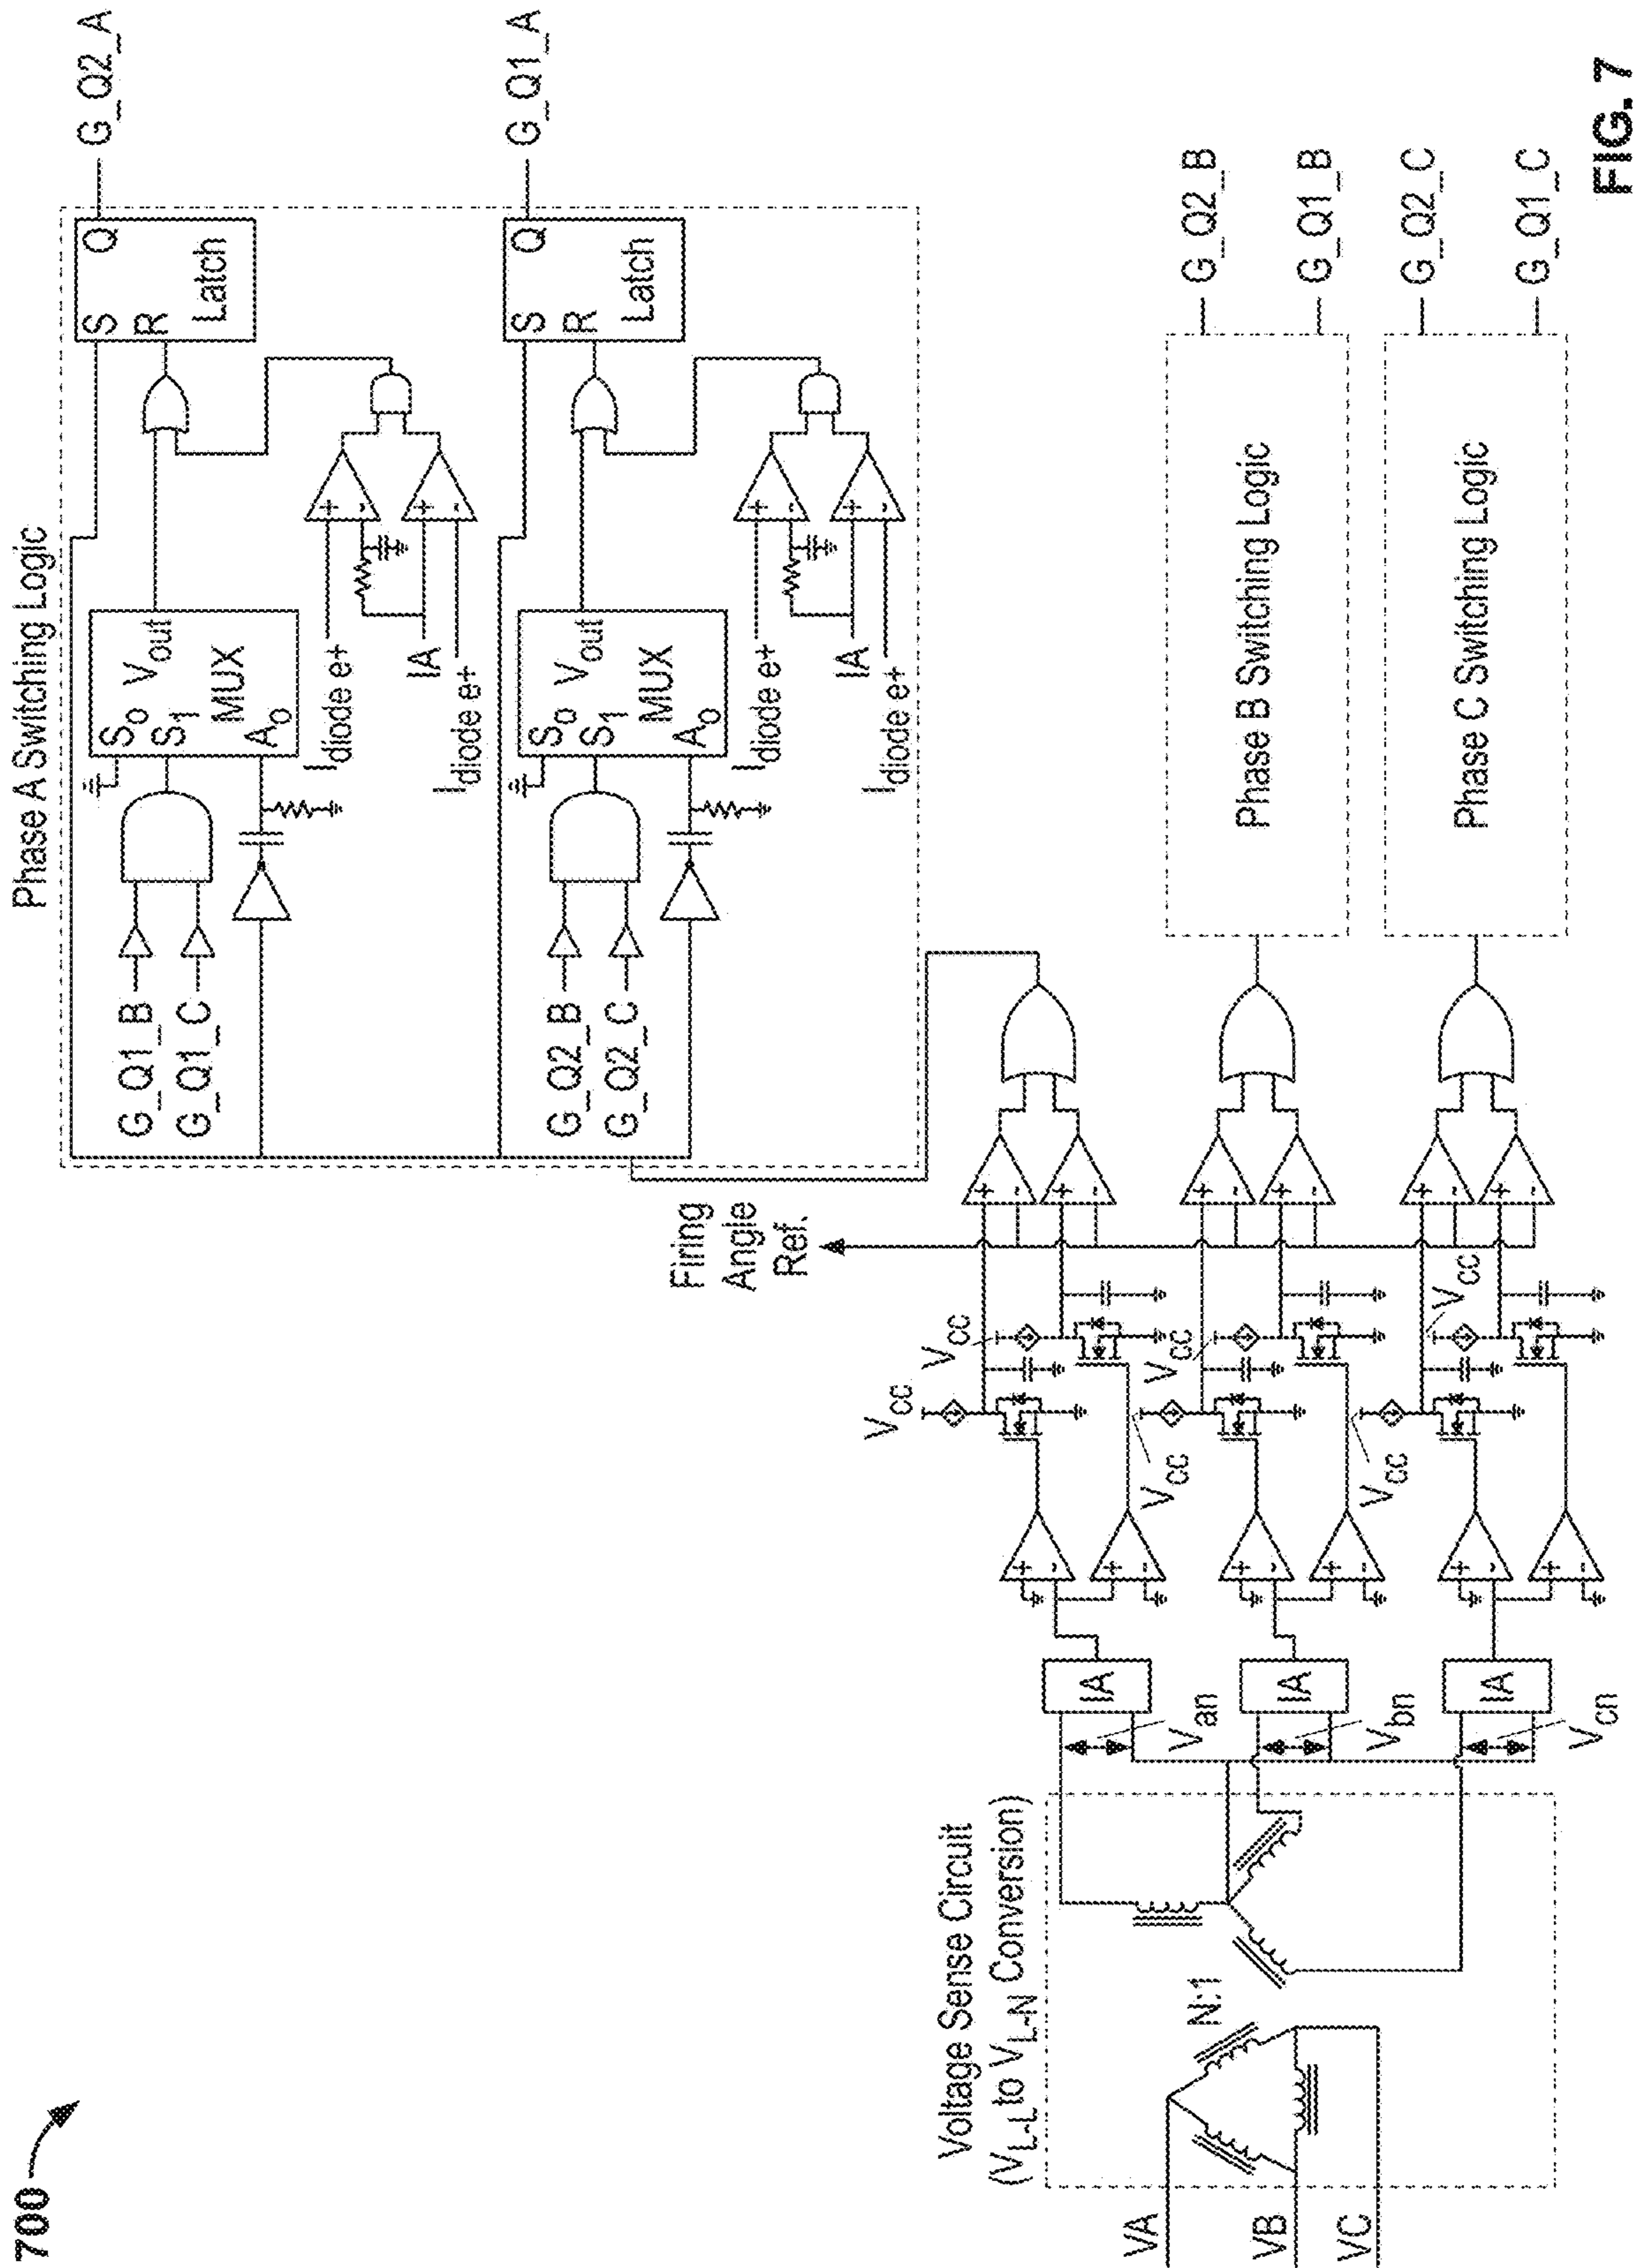 700
Phase A Switching Logic
G_Q1_B
G_Q1_C
S0
S1
Vout
MUX
A0
Idiode e+
IA
Idiode e+
S
R
Q
Latch
G_Q2_A
G_Q2_B
G_Q2_C
S0
S1
Vout
MUX
A0
Idiode e+
IA
Idiode e+
S
R
Q
Latch
G_Q1_A
Firing
Angle
Ref.
Voltage Sense Circuit
(VL-L to VL-N Conversion)
VA
VB
VC
N:1
IA
Van
IA
Vbn
IA
Vcn
+
-
+
-
+
-
+
-
+
-
+
-
Vcc
Vcc
Vcc
Vcc
Vcc
Vcc
+
-
+
-
+
-
+
-
+
-
+
-
Phase B Switching Logic
G_Q2_B
G_Q1_B
Phase C Switching Logic
G_Q2_C
G_Q1_C
FIG. 7